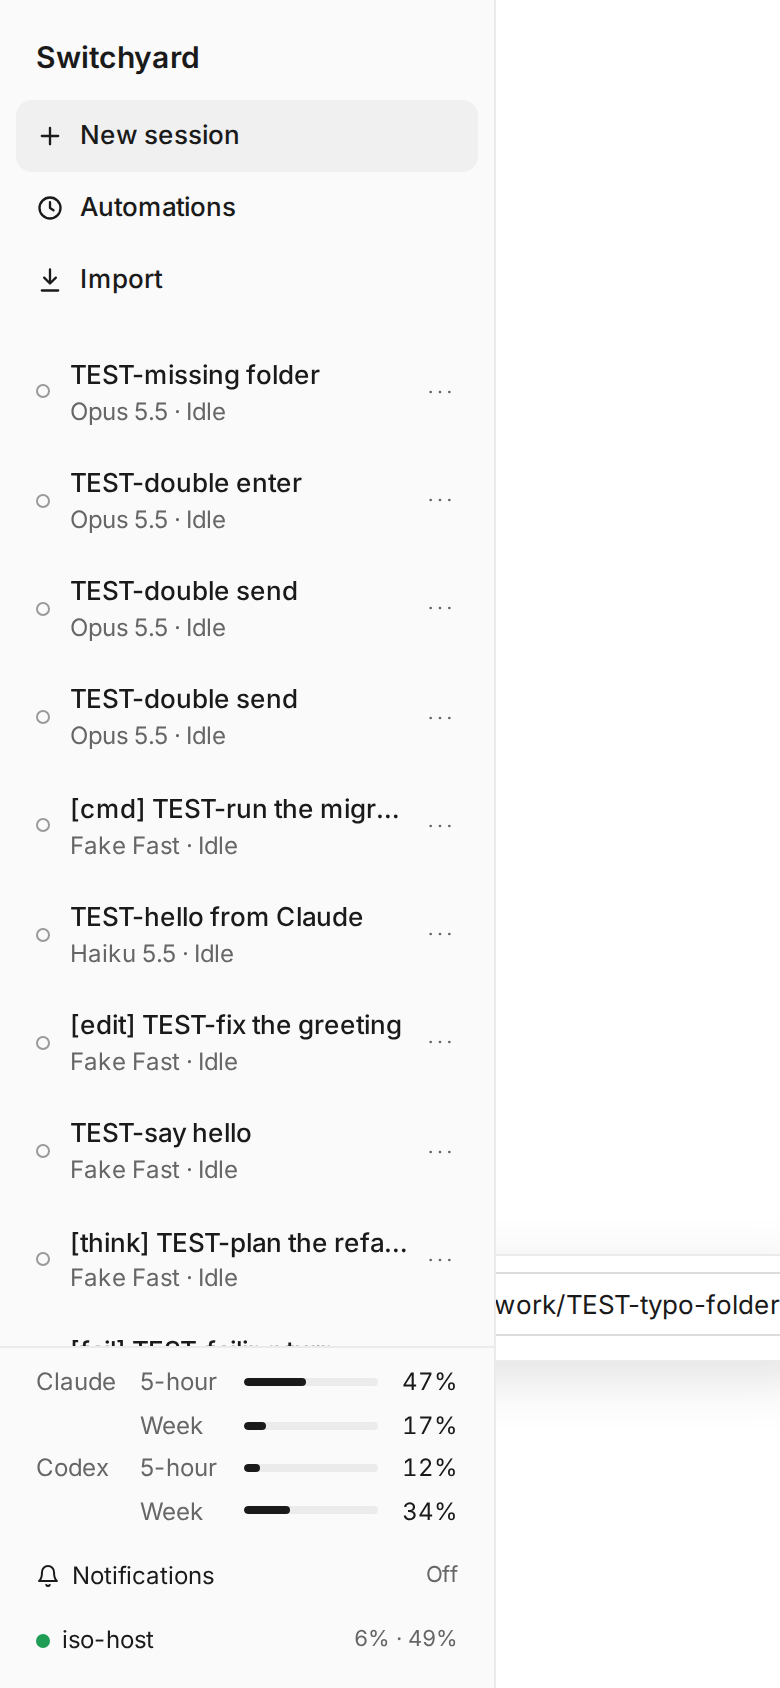 Switchyard
New session
Automations
Import
TEST-missing folder
Opus 5.5 · Idle
TEST-double enter
Opus 5.5 · Idle
TEST-double send
Opus 5.5 · Idle
TEST-double send
Opus 5.5 · Idle
[cmd] TEST-run the migr...
Fake Fast · Idle
TEST-hello from Claude
Haiku 5.5 · Idle
[edit] TEST-fix the greeting
Fake Fast · Idle
TEST-say hello
Fake Fast · Idle
[think] TEST-plan the refa...
Fake Fast · Idle
work/TEST-typo-folder
Claude 5-hour 47%
Week 17%
Codex 5-hour 12%
Week 34%
Notifications Off
iso-host 6% · 49%